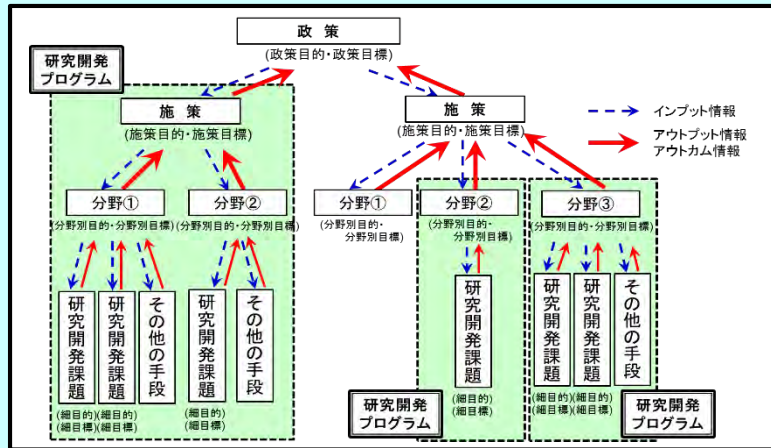 政 策
(政策目的・政策目標)
研究開発
プログラム
施 策
(施策目的・施策目標)
施 策
(施策目的・施策目標)
インプット情報
アウトプット情報
アウトカム情報
分野①
(分野別目的・分野別目標)
分野②
(分野別目的・分野別目標)
分野①
(分野別目的・
分野別目標)
分野②
(分野別目的・
分野別目標)
分野③
(分野別目的・分野別目標)
研究開発課題
研究開発課題
その他の手段
研究開発課題
その他の手段
研究開発課題
研究開発課題
研究開発課題
その他の手段
(細目的)
(細目標)
(細目的)
(細目標)
(細目的)
(細目標)
(細目的)
(細目標)
(細目的)
(細目標)
(細目的)
(細目標)
研究開発
プログラム
研究開発
プログラム